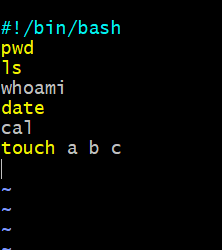 #!/bin/bash
pwd
ls
whoami
date
cal
touch a b c
~
~
~
~